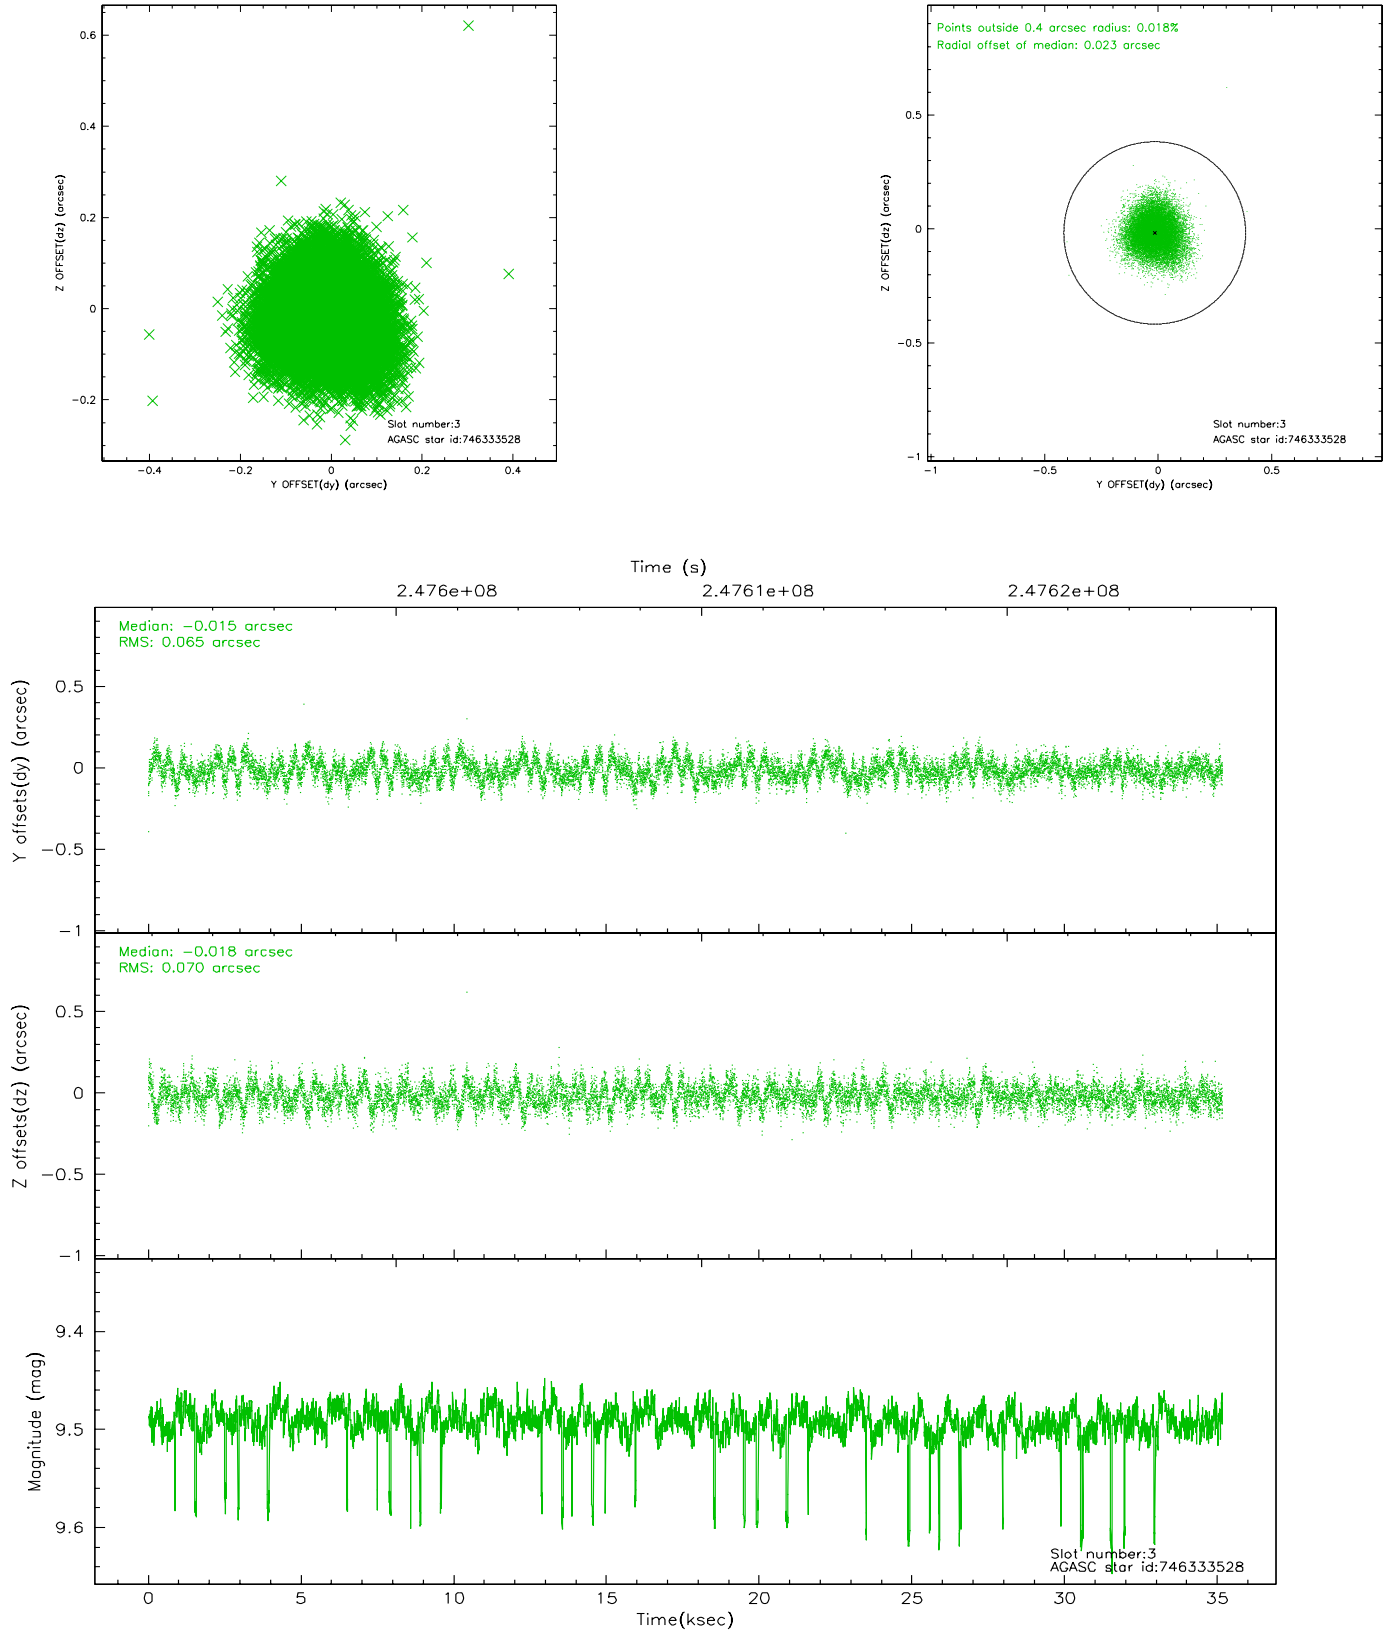 0.6
0.4
0.2
0
−0.2
Z OFFSET(dz) (arcsec)
Slot number:3
AGASC star id:746333528
−0.4 −0.2 0 0.2 0.4
Y OFFSET(dy) (arcsec)
Points outside 0.4 arcsec radius: 0.018%
Radial offset of median: 0.023 arcsec
0.5
0
−0.5
−1
Z OFFSET(dz) (arcsec)
Slot number:3
AGASC star id:746333528
−1 −0.5 0 0.5
Y OFFSET(dy) (arcsec)
Time (s)
2.476e+08 2.4761e+08 2.4762e+08
Median: −0.015 arcsec
RMS: 0.065 arcsec
0.5
0
−0.5
−1
Y offsets(dy) (arcsec)
Median: −0.018 arcsec
RMS: 0.070 arcsec
0.5
0
−0.5
−1
Z offsets(dz) (arcsec)
9.4
9.5
9.6
Magnitude (mag)
Slot number:3
AGASC star id:746333528
0 5 10 15 20 25 30 35
Time(ksec)